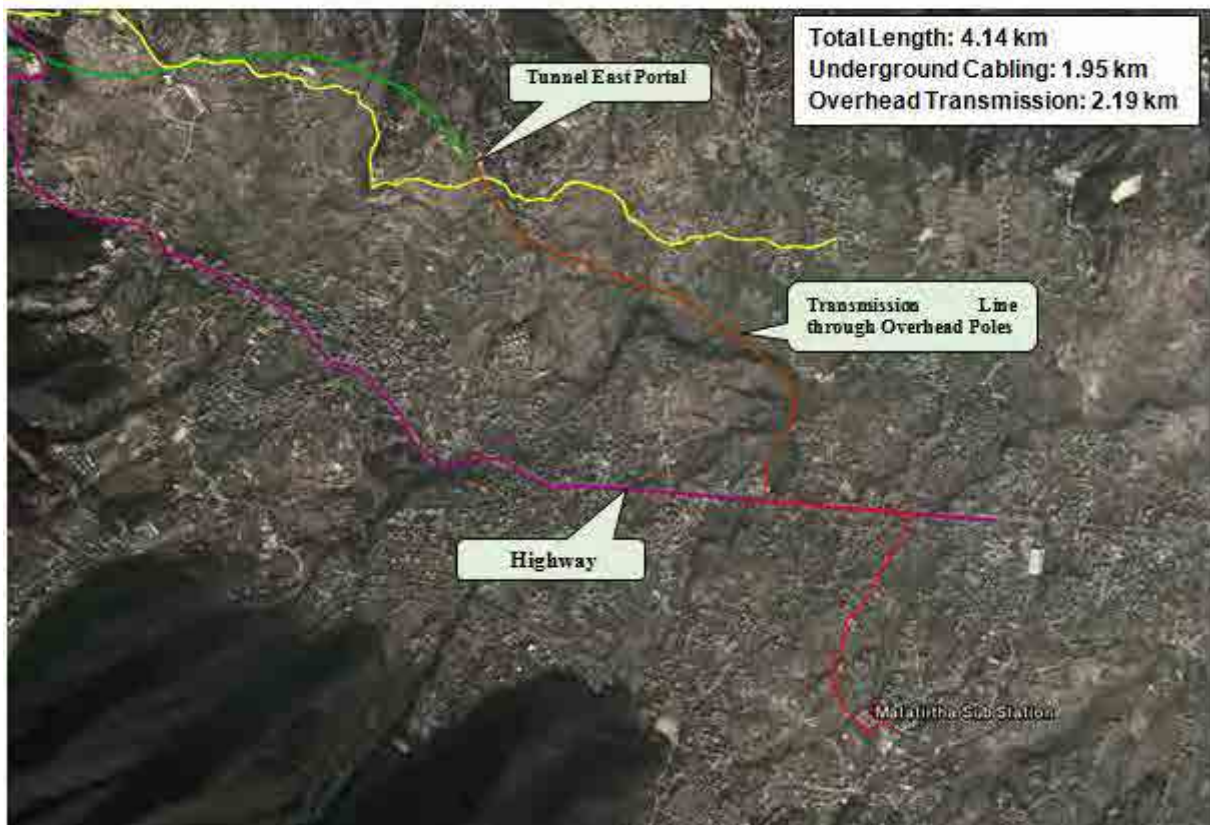 Total Length: 4.14 km
Underground Cabling: 1.95 km
Overhead Transmission: 2.19 km
Tunnel East Portal
Transmission Line
through Overhead Poles
Highway
Matatirtha Sub Station